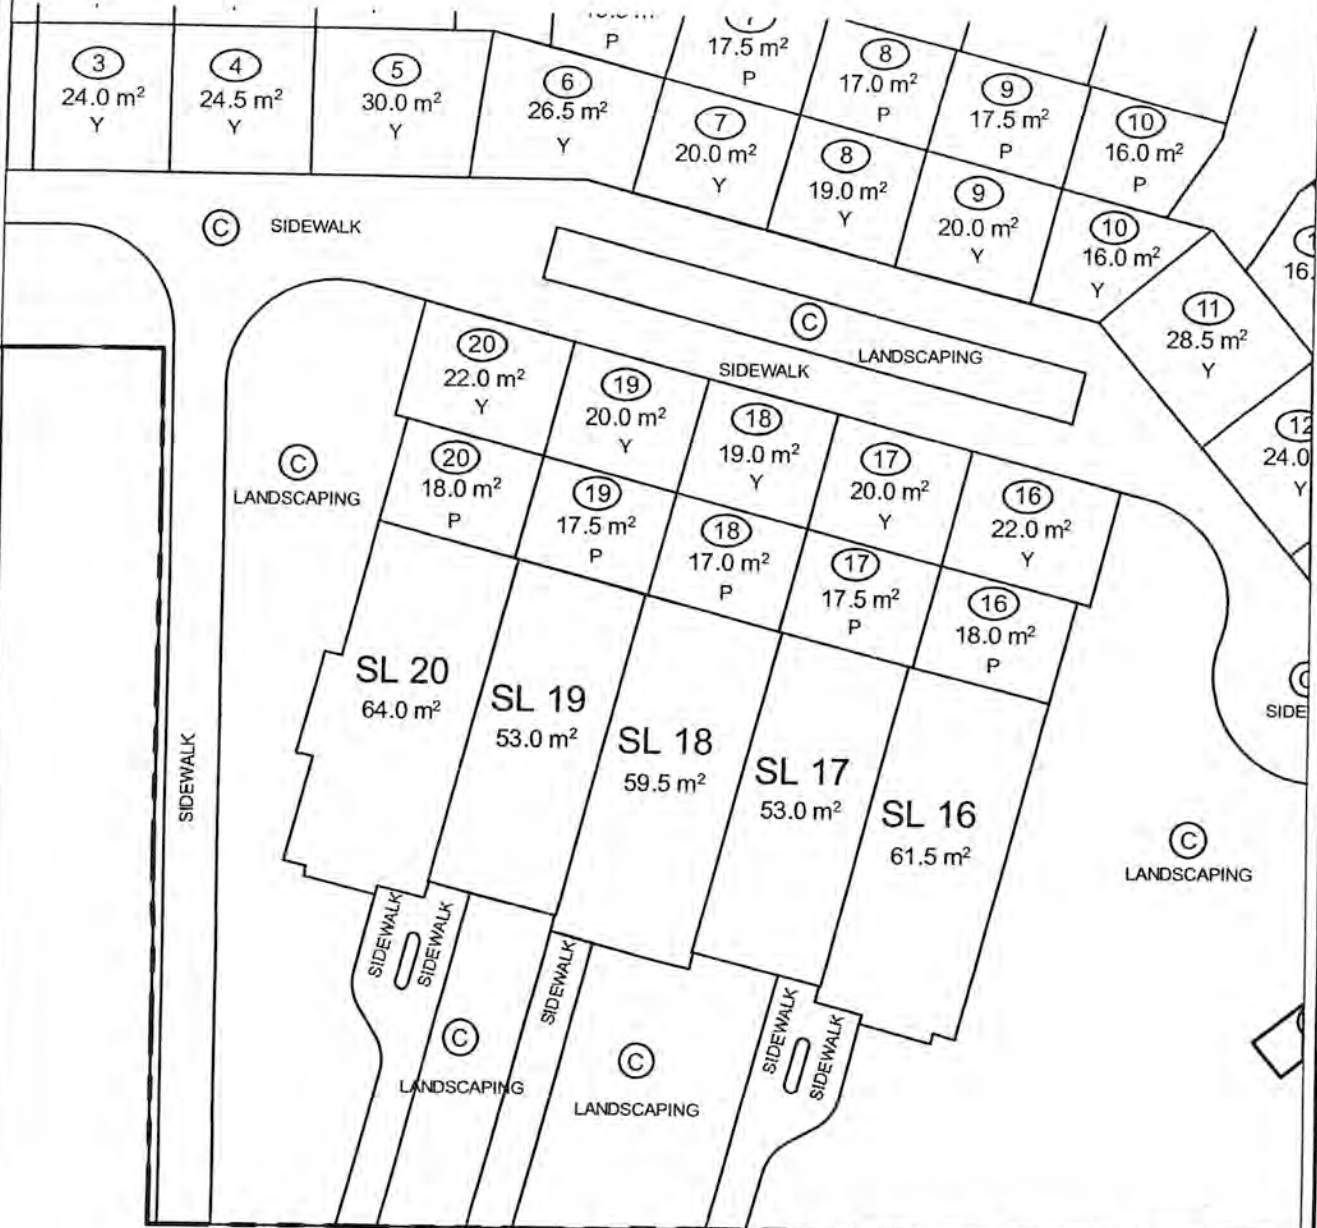 P
7
17.5 m²
P
8
17.0 m²
P
9
17.5 m²
P
10
16.0 m²
P
3
24.0 m²
Y
4
24.5 m²
Y
5
30.0 m²
Y
6
26.5 m²
Y
7
20.0 m²
Y
8
19.0 m²
Y
9
20.0 m²
Y
10
16.0 m²
Y
11
28.5 m²
Y
12
24.0
Y
16.
C SIDEWALK
C
LANDSCAPING
SIDEWALK
20
22.0 m²
Y
19
20.0 m²
Y
18
19.0 m²
Y
17
20.0 m²
Y
16
22.0 m²
Y
20
18.0 m²
P
19
17.5 m²
P
18
17.0 m²
P
17
17.5 m²
P
16
18.0 m²
P
C
LANDSCAPING
SIDEWALK
SL 20
64.0 m²
SL 19
53.0 m²
SL 18
59.5 m²
SL 17
53.0 m²
SL 16
61.5 m²
C
SIDE
C
LANDSCAPING
SIDEWALK
SIDEWALK
SIDEWALK
SIDEWALK
SIDEWALK
C
LANDSCAPING
C
LANDSCAPING